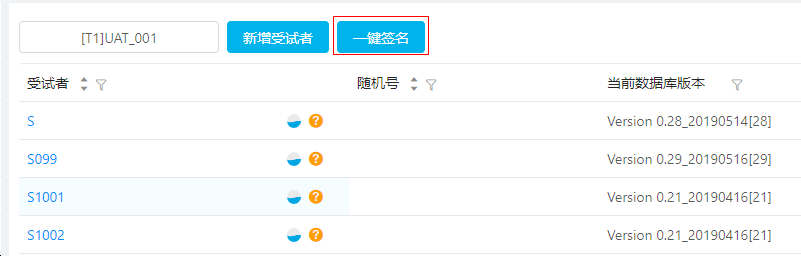 [T1]UAT_001 新增受试者 一键签名
受试者 随机号 当前数据库版本
S ? Version 0.28_20190514[28]
S099 ? Version 0.29_20190516[29]
S1001 ? Version 0.21_20190416[21]
S1002 ? Version 0.21_20190416[21]